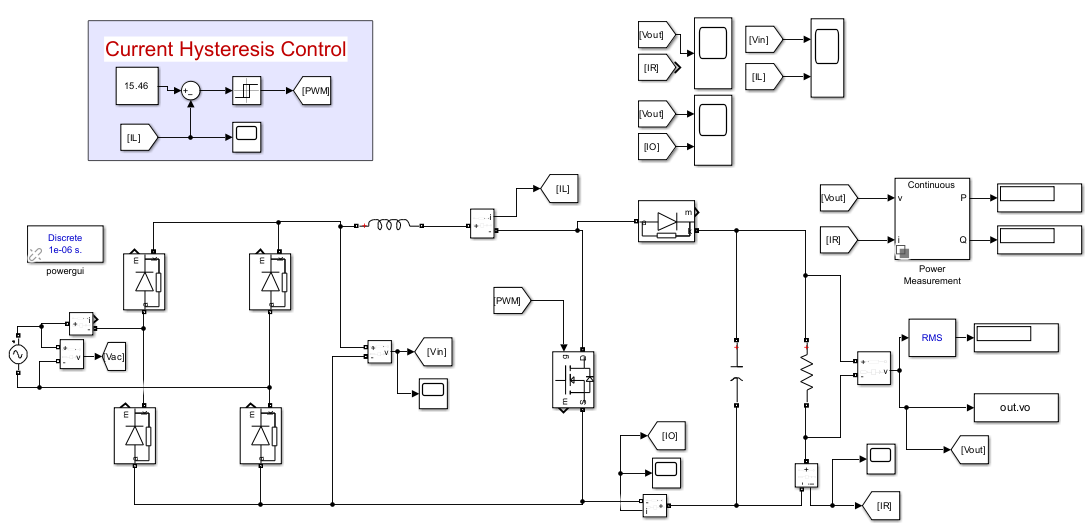 Current Hysteresis Control
15.46
[PWM]
[IL]
[Vout]
[IR]
[Vout]
[IO]
[Vin]
[IL]
[IL]
Discrete
1e-06 s.
powergui
[Vac]
[Vin]
[PWM]
[IO]
Continuous
[Vout]
[IR]
v
i
P
Q
Power
Measurement
RMS
out.vo
[Vout]
[IR]
m
m
m
m
m
g
m
D
S
i
i
v
v
v
i